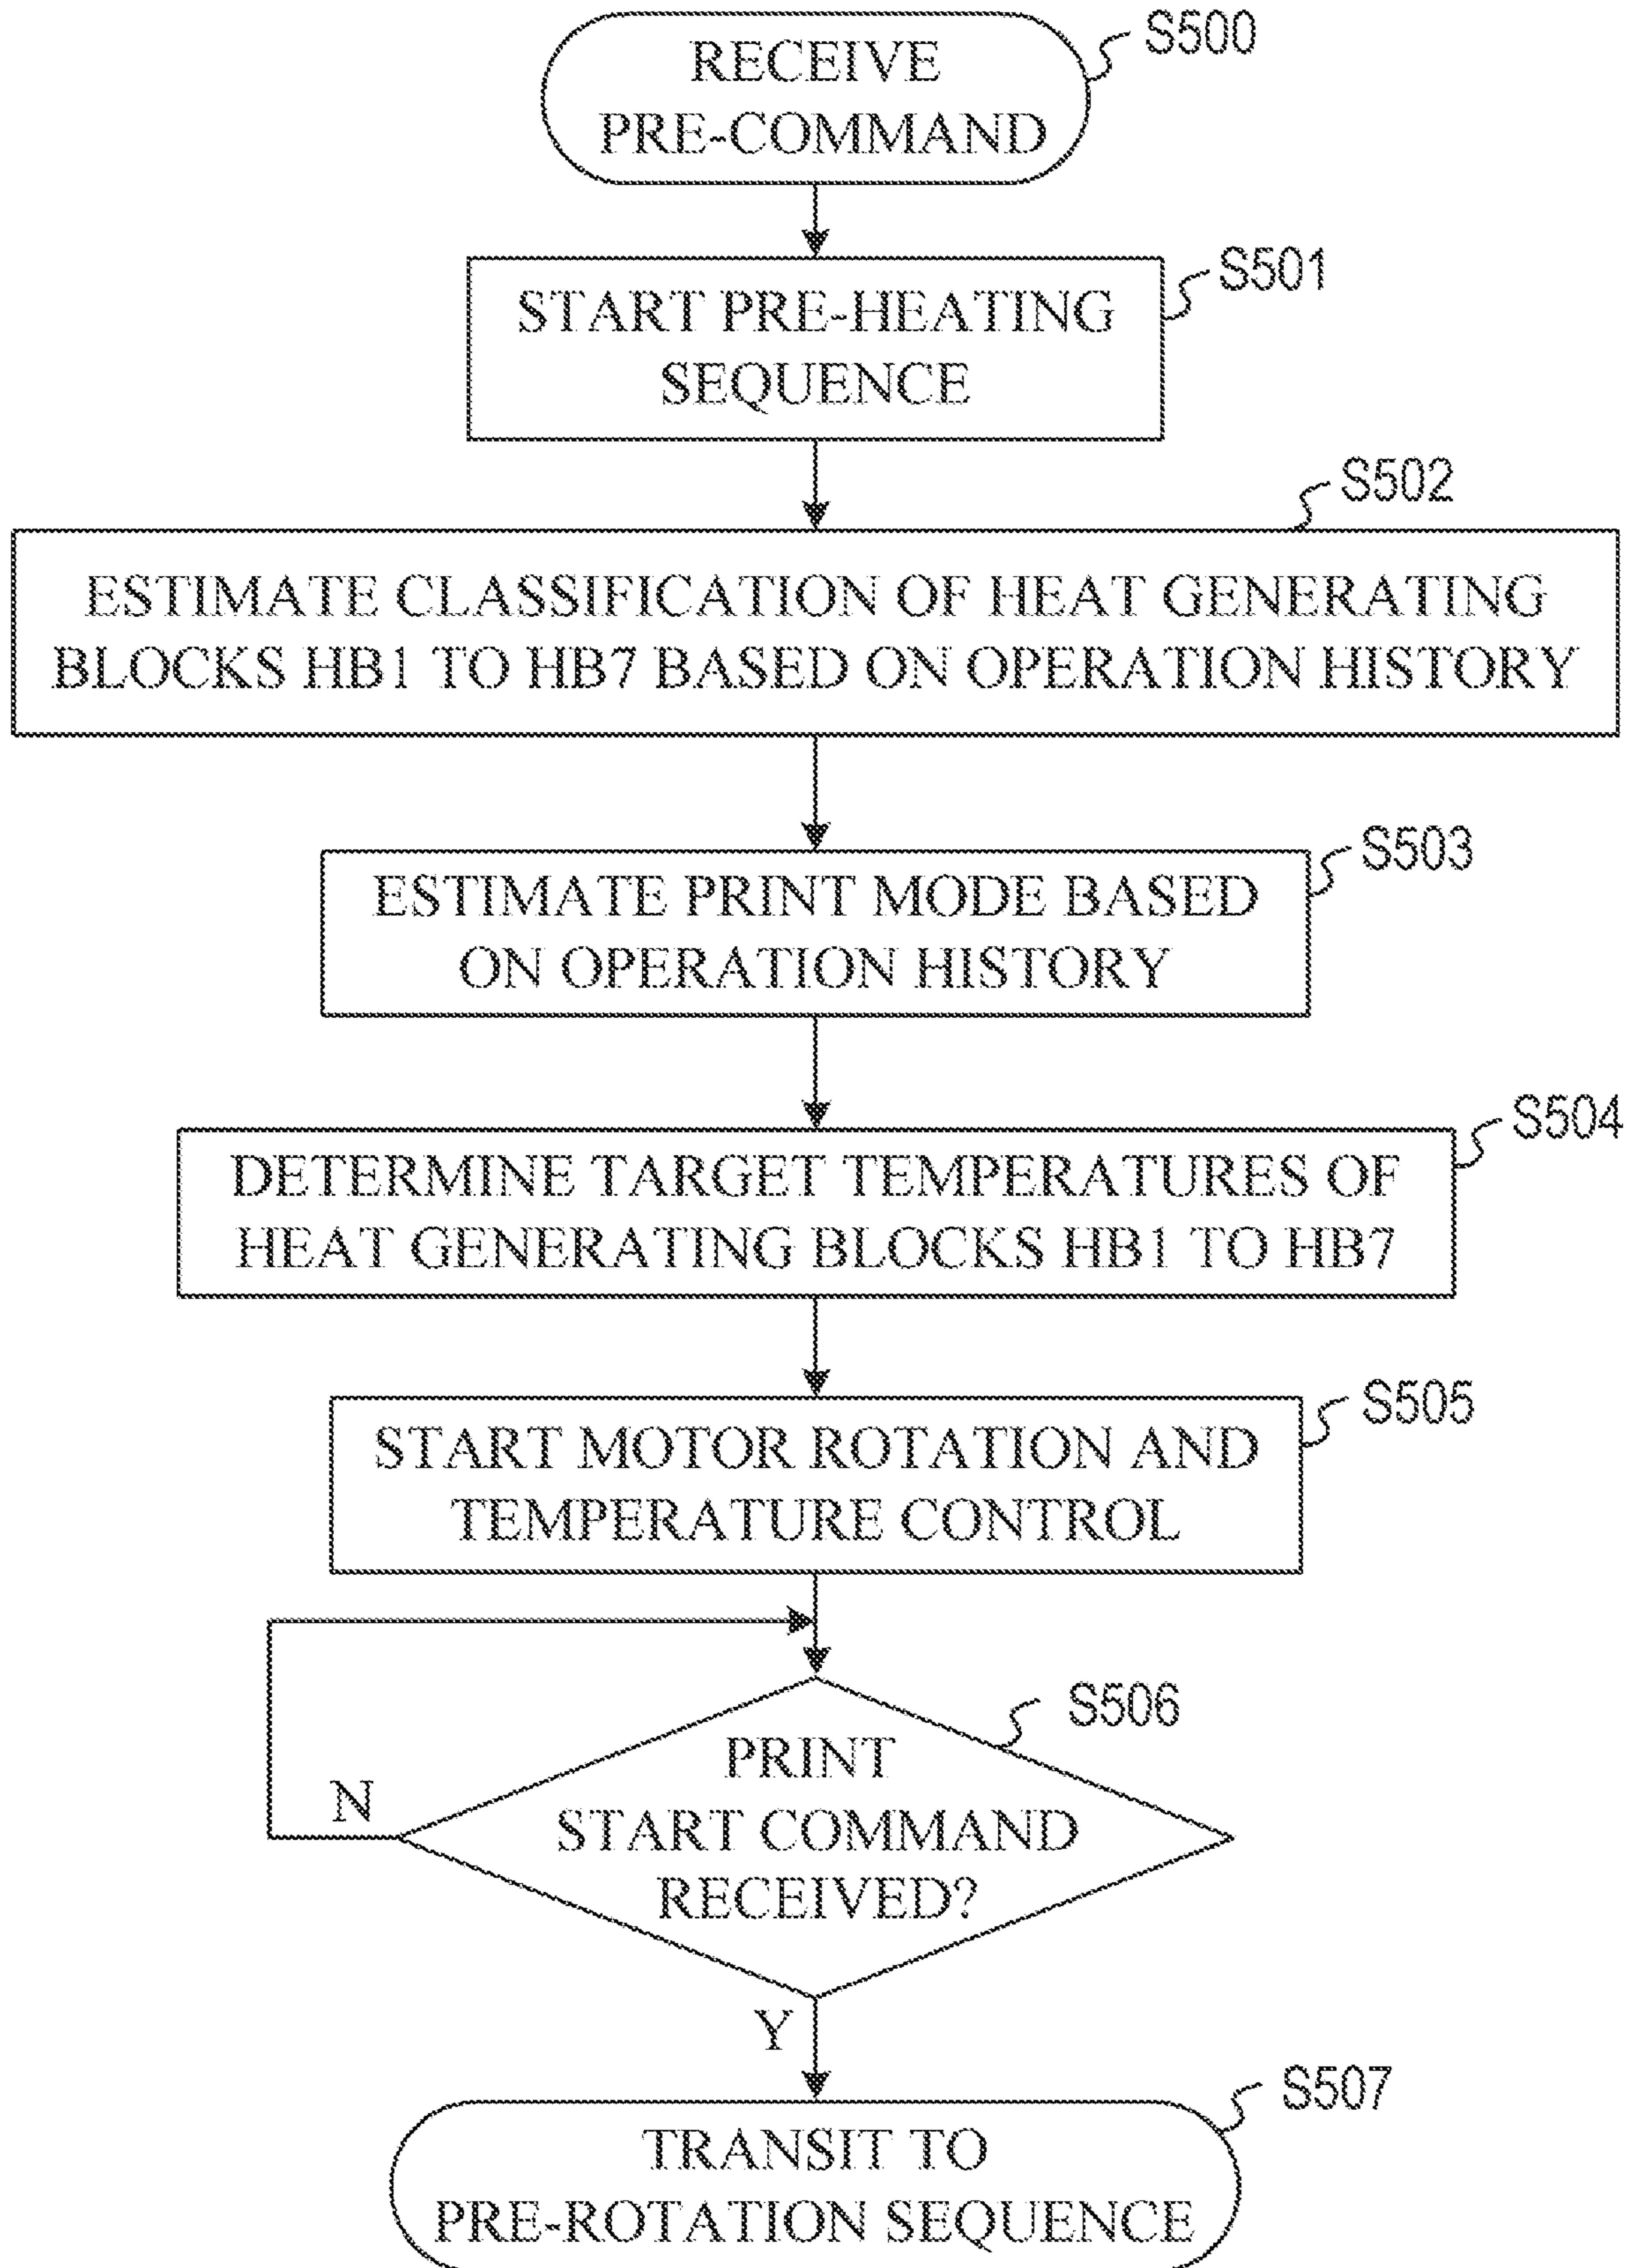 S500
RECEIVE
PRE-COMMAND
S501
START PRE-HEATING
SEQUENCE
S502
ESTIMATE CLASSIFICATION OF HEAT GENERATING
BLOCKS HB1 TO HB7 BASED ON OPERATION HISTORY
S503
ESTIMATE PRINT MODE BASED
ON OPERATION HISTORY
S504
DETERMINE TARGET TEMPERATURES OF
HEAT GENERATING BLOCKS HB1 TO HB7
S505
START MOTOR ROTATION AND
TEMPERATURE CONTROL
S506
PRINT
START COMMAND
RECEIVED?
N
Y
S507
TRANSIT TO
PRE-ROTATION SEQUENCE